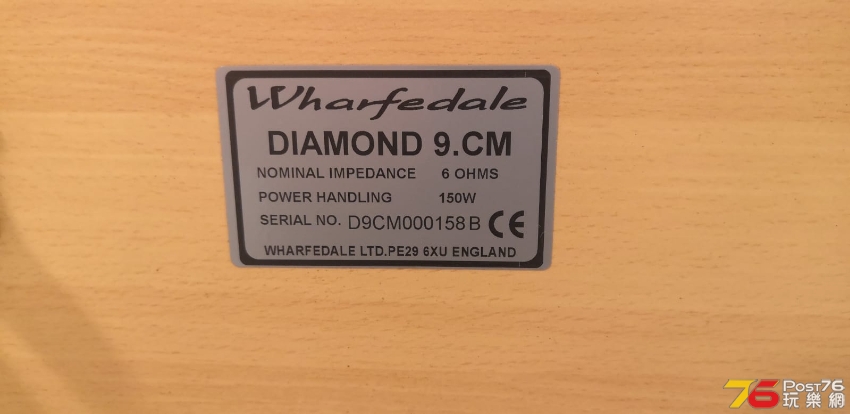 Wharfedale
DIAMOND 9.CM
NOMINAL IMPEDANCE 6 OHMS
POWER HANDLING 150W
SERIAL NO. D9CM000158B CE
WHARFEDALE LTD.PE29 6XU ENGLAND
76 Post76
玩樂網